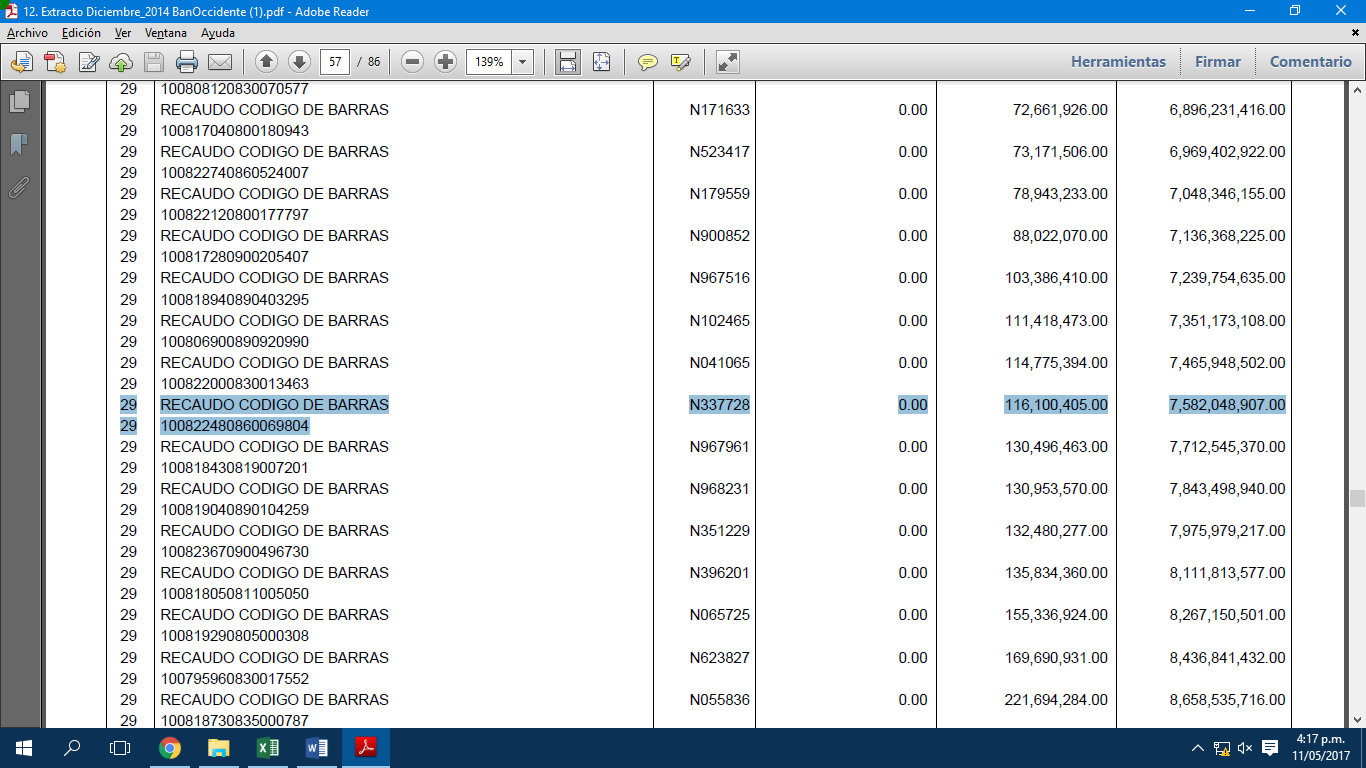 12. Extracto Diciembre_2014 BanOccidente (1).pdf - Adobe Reader
Archivo Edición Ver Ventana Ayuda
57 / 86 139% Herramientas Firmar Comentario
29 100808120830070577
29 RECAUDO CODIGO DE BARRAS N171633 0.00 72,661,926.00 6,896,231,416.00
29 100817040800180943
29 RECAUDO CODIGO DE BARRAS N523417 0.00 73,171,506.00 6,969,402,922.00
29 100822740860524007
29 RECAUDO CODIGO DE BARRAS N179559 0.00 78,943,233.00 7,048,346,155.00
29 100822120800177797
29 RECAUDO CODIGO DE BARRAS N900852 0.00 88,022,070.00 7,136,368,225.00
29 100817280900205407
29 RECAUDO CODIGO DE BARRAS N967516 0.00 103,386,410.00 7,239,754,635.00
29 100818940890403295
29 RECAUDO CODIGO DE BARRAS N102465 0.00 111,418,473.00 7,351,173,108.00
29 100806900890920990
29 RECAUDO CODIGO DE BARRAS N041065 0.00 114,775,394.00 7,465,948,502.00
29 100822000830013463
29 RECAUDO CODIGO DE BARRAS N337728 0.00 116,100,405.00 7,582,048,907.00
29 100822480860069804
29 RECAUDO CODIGO DE BARRAS N967961 0.00 130,496,463.00 7,712,545,370.00
29 100818430819007201
29 RECAUDO CODIGO DE BARRAS N968231 0.00 130,953,570.00 7,843,498,940.00
29 100819040890104259
29 RECAUDO CODIGO DE BARRAS N351229 0.00 132,480,277.00 7,975,979,217.00
29 100823670900496730
29 RECAUDO CODIGO DE BARRAS N396201 0.00 135,834,360.00 8,111,813,577.00
29 100818050811005050
29 RECAUDO CODIGO DE BARRAS N065725 0.00 155,336,924.00 8,267,150,501.00
29 100819290805000308
29 RECAUDO CODIGO DE BARRAS N623827 0.00 169,690,931.00 8,436,841,432.00
29 100795960830017552
29 RECAUDO CODIGO DE BARRAS N055836 0.00 221,694,284.00 8,658,535,716.00
29 100818730835000787
4:17 p.m.
11/05/2017